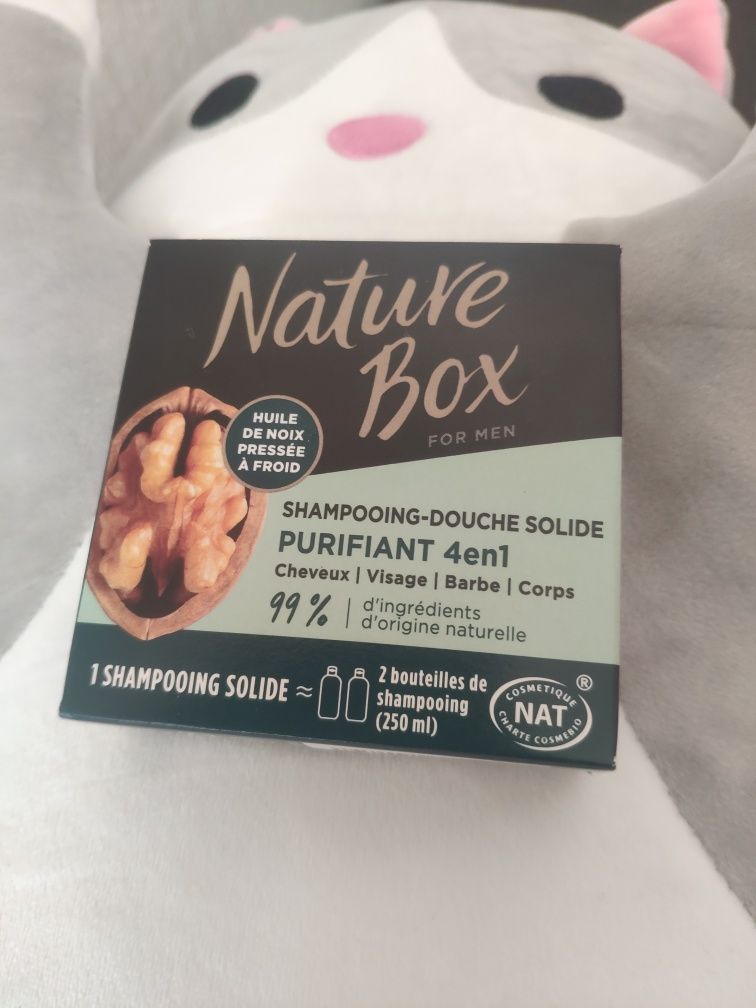 Nature
Box
FOR MEN
HUILE
DE NOIX
PRESSÉE
À FROID
SHAMPOOING-DOUCHE SOLIDE
PURIFIANT 4en1
Cheveux | Visage | Barbe | Corps
99 % | d'ingrédients
d'origine naturelle
1 SHAMPOOING SOLIDE ≈
2 bouteilles de
shampooing
(250 ml)
COSMETIQUE
NAT
CHARTE COSMEBIO
®